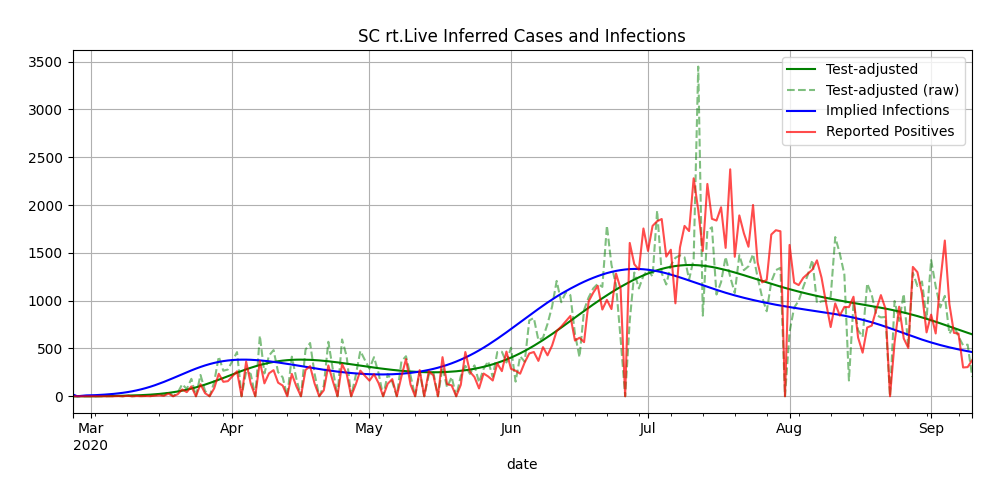 SC rt.Live Inferred Cases and Infections
Test-adjusted
Test-adjusted (raw)
Implied Infections
Reported Positives
3500
3000
2500
2000
1500
1000
500
0
Mar Apr May Jun Jul Aug Sep
2020
date